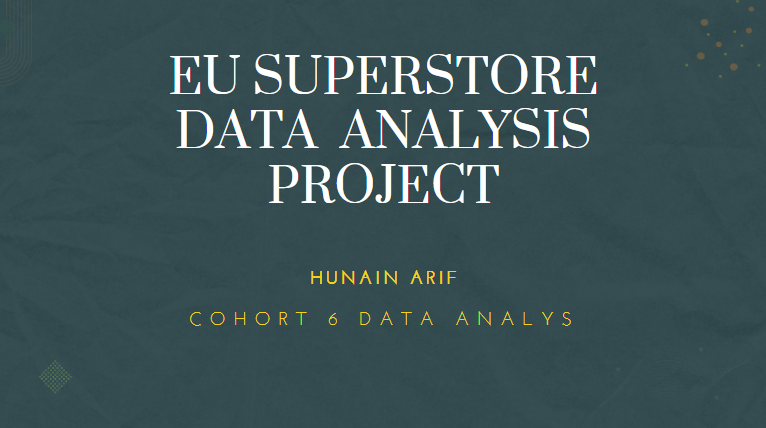 EU SUPERSTORE
DATA ANALYSIS
PROJECT
HUNAIN ARIF
COHORT 6 DATA ANALYS